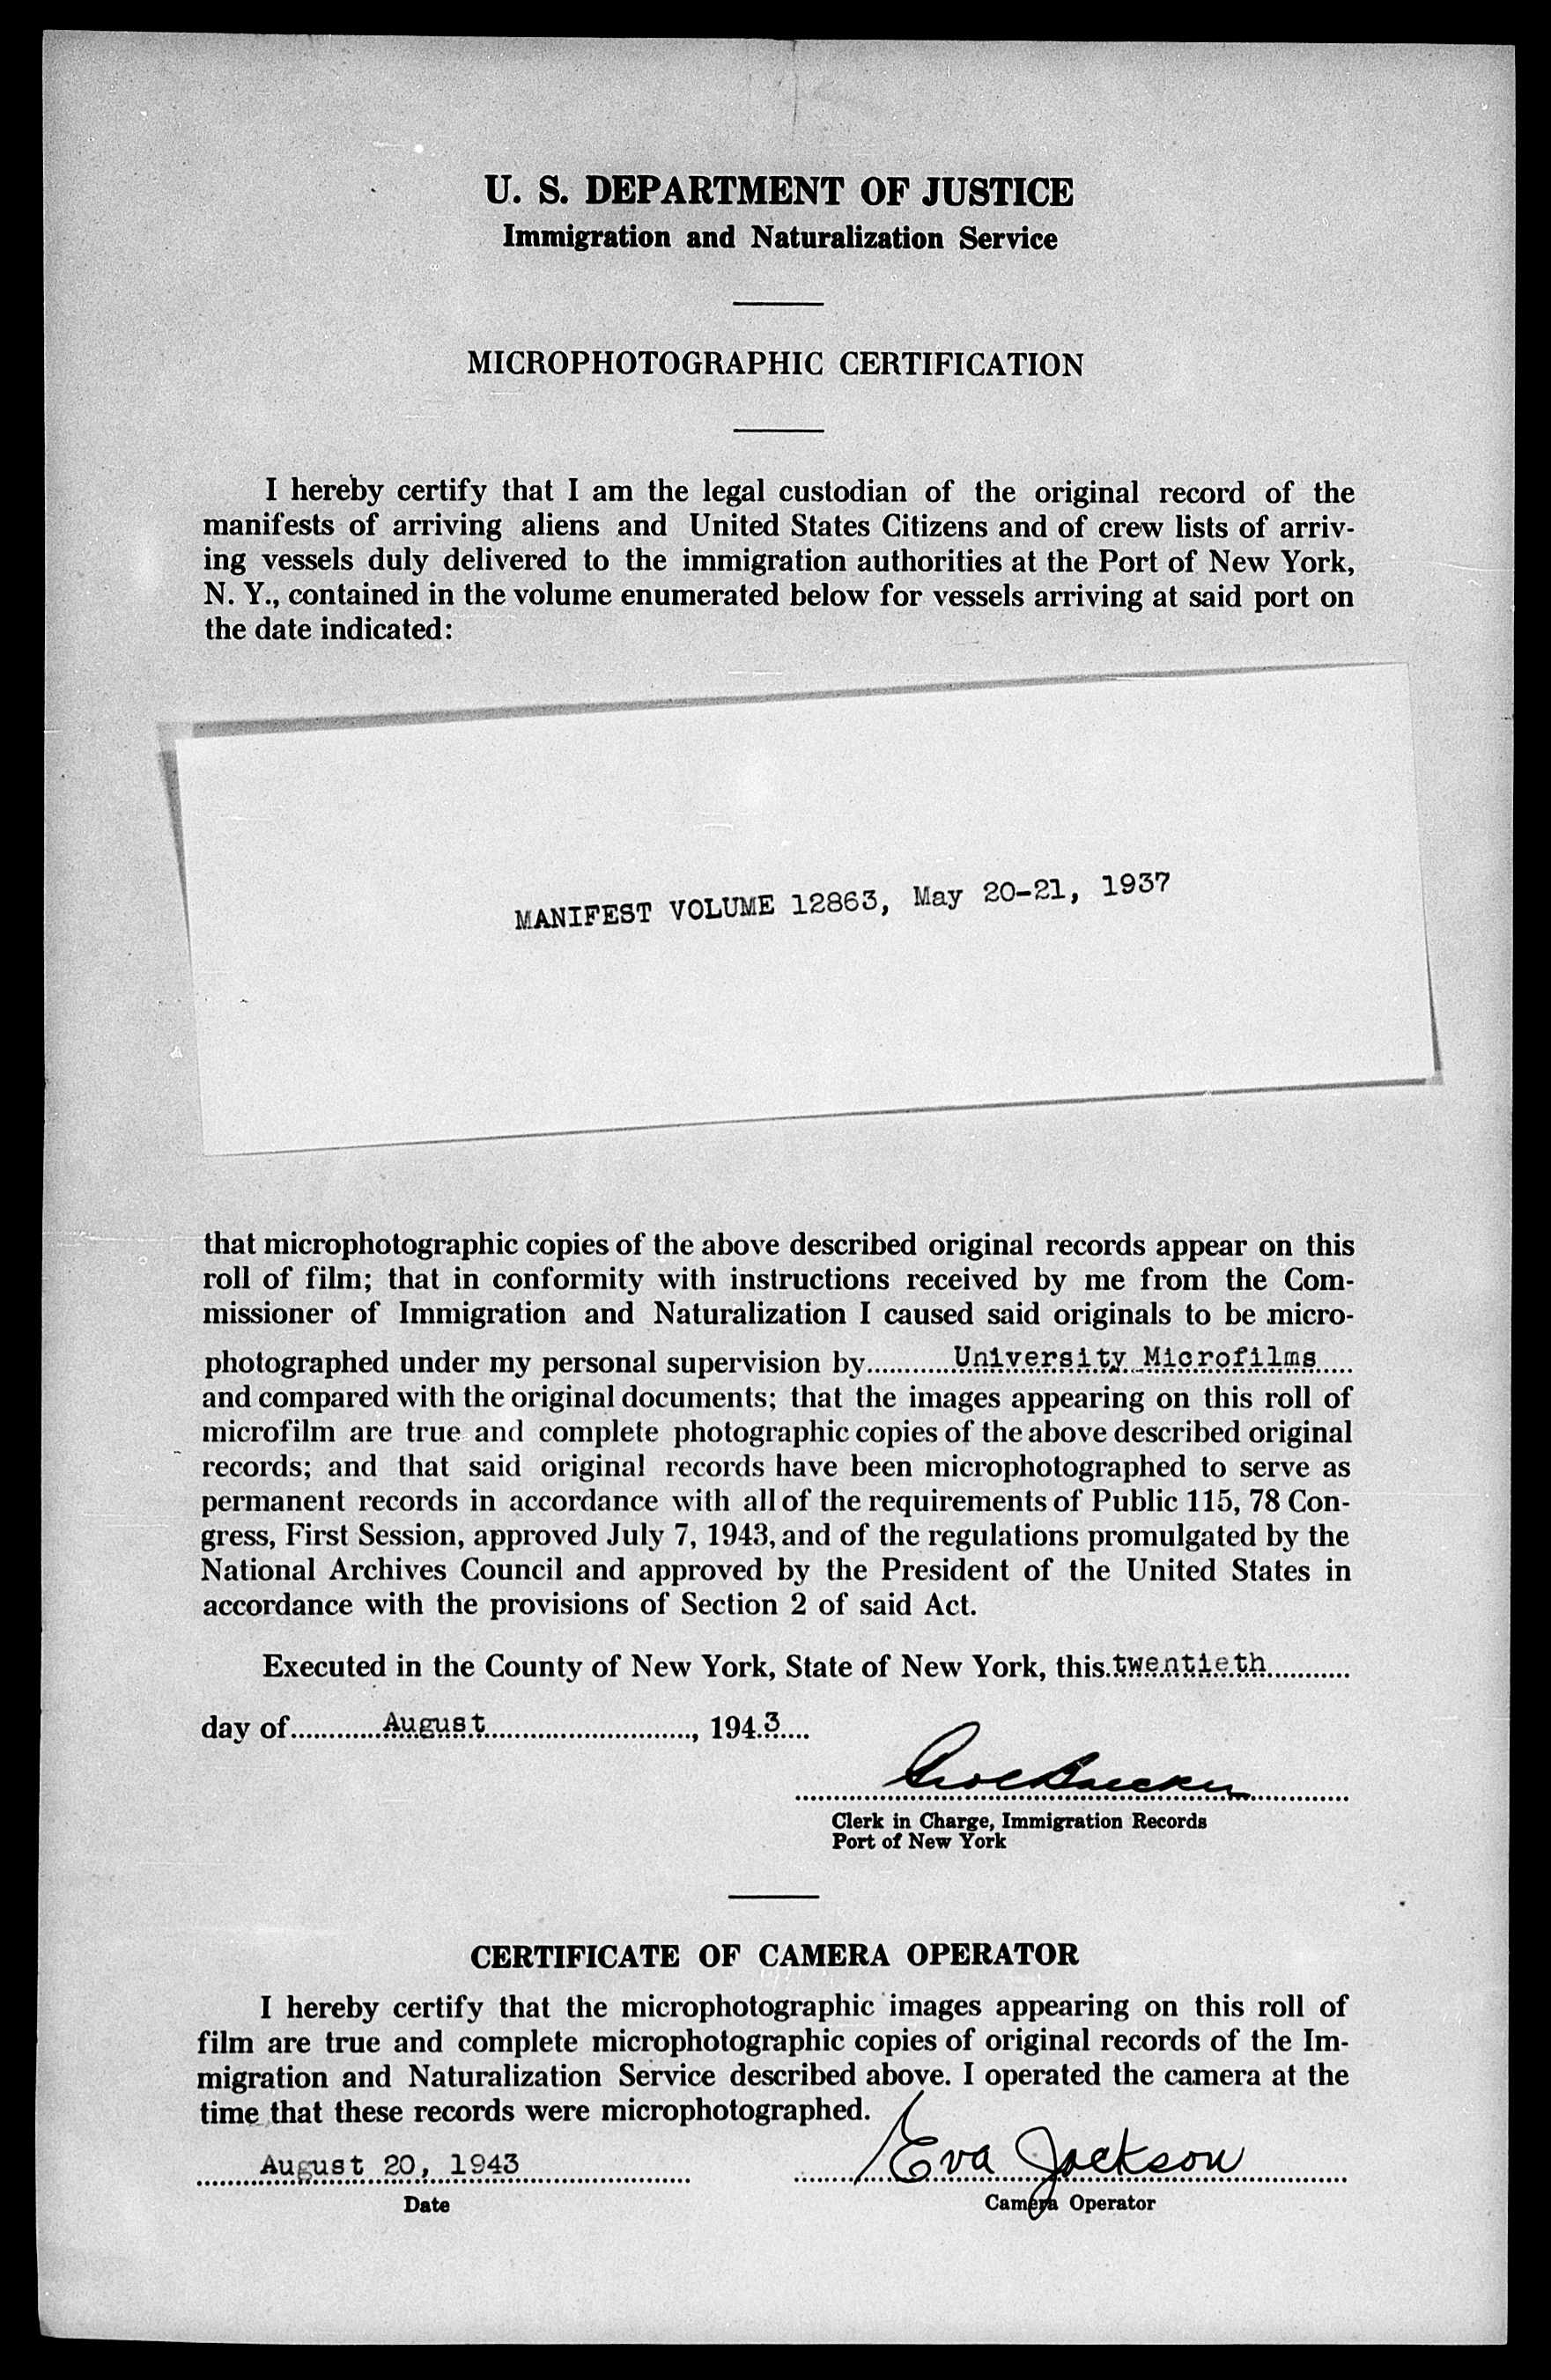 U. S. DEPARTMENT OF JUSTICE
Immigration and Naturalization Service
MICROPHOTOGRAPHIC CERTIFICATION
I hereby certify that I am the legal custodian of the original record of the
manifests of arriving aliens and United States Citizens and of crew lists of arriv-
ing vessels duly delivered to the immigration authorities at the Port of New York,
N. Y., contained in the volume enumerated below for vessels arriving at said port on
the date indicated:
MANIFEST VOLUME 12863, May 20-21, 1937
that microphotographic copies of the above described original records appear on this
roll of film; that in conformity with instructions received by me from the Com-
missioner of Immigration and Naturalization I caused said originals to be micro-
photographed under my personal supervision by...........University Microfilms.....
and compared with the original documents; that the images appearing on this roll of
microfilm are true and complete photographic copies of the above described original
records; and that said original records have been microphotographed to serve as
permanent records in accordance with all of the requirements of Public 115, 78 Con-
gress, First Session, approved July 7, 1943, and of the regulations promulgated by the
National Archives Council and approved by the President of the United States in
accordance with the provisions of Section 2 of said Act.
Executed in the County of New York, State of New York, this.twentieth...........
day of............August..........................., 194.3....
Clerk in Charge, Immigration Records
Port of New York
CERTIFICATE OF CAMERA OPERATOR
I hereby certify that the microphotographic images appearing on this roll of
film are true and complete microphotographic copies of original records of the Im-
migration and Naturalization Service described above. I operated the camera at the
time that these records were microphotographed.
August 20, 1943 Eva Jackson
Date Camera Operator